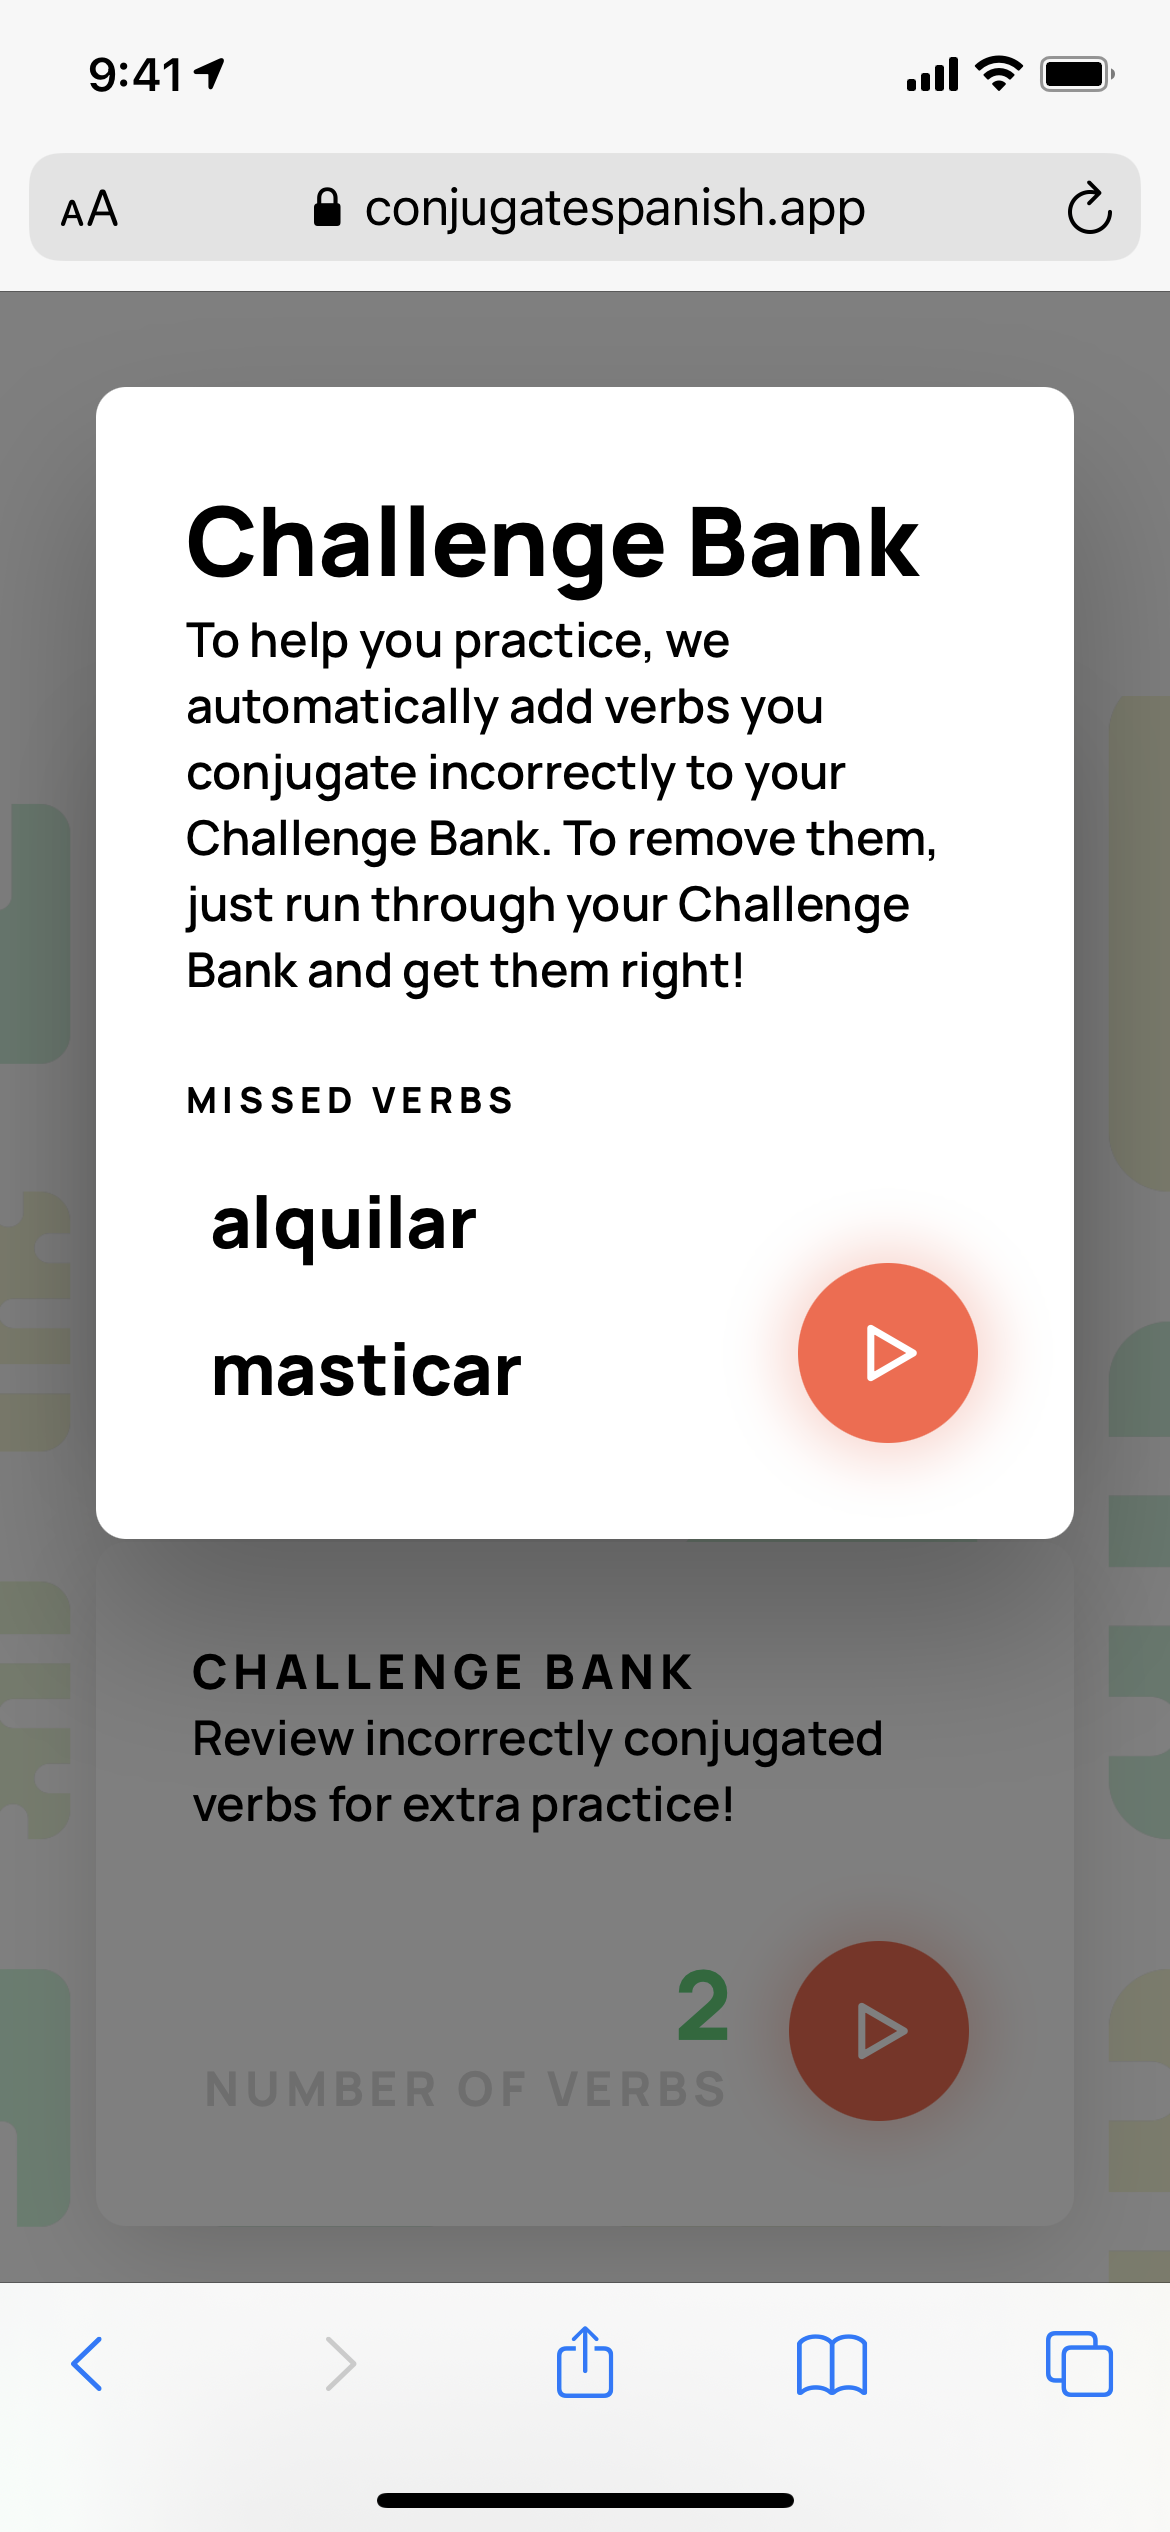 9:41
AA
conjugatespanish.app
Challenge Bank
To help you practice, we
automatically add verbs you
conjugate incorrectly to your
Challenge Bank. To remove them,
just run through your Challenge
Bank and get them right!
MISSED VERBS
alquilar
masticar
CHALLENGE BANK
Review incorrectly conjugated
verbs for extra practice!
2
NUMBER OF VERBS